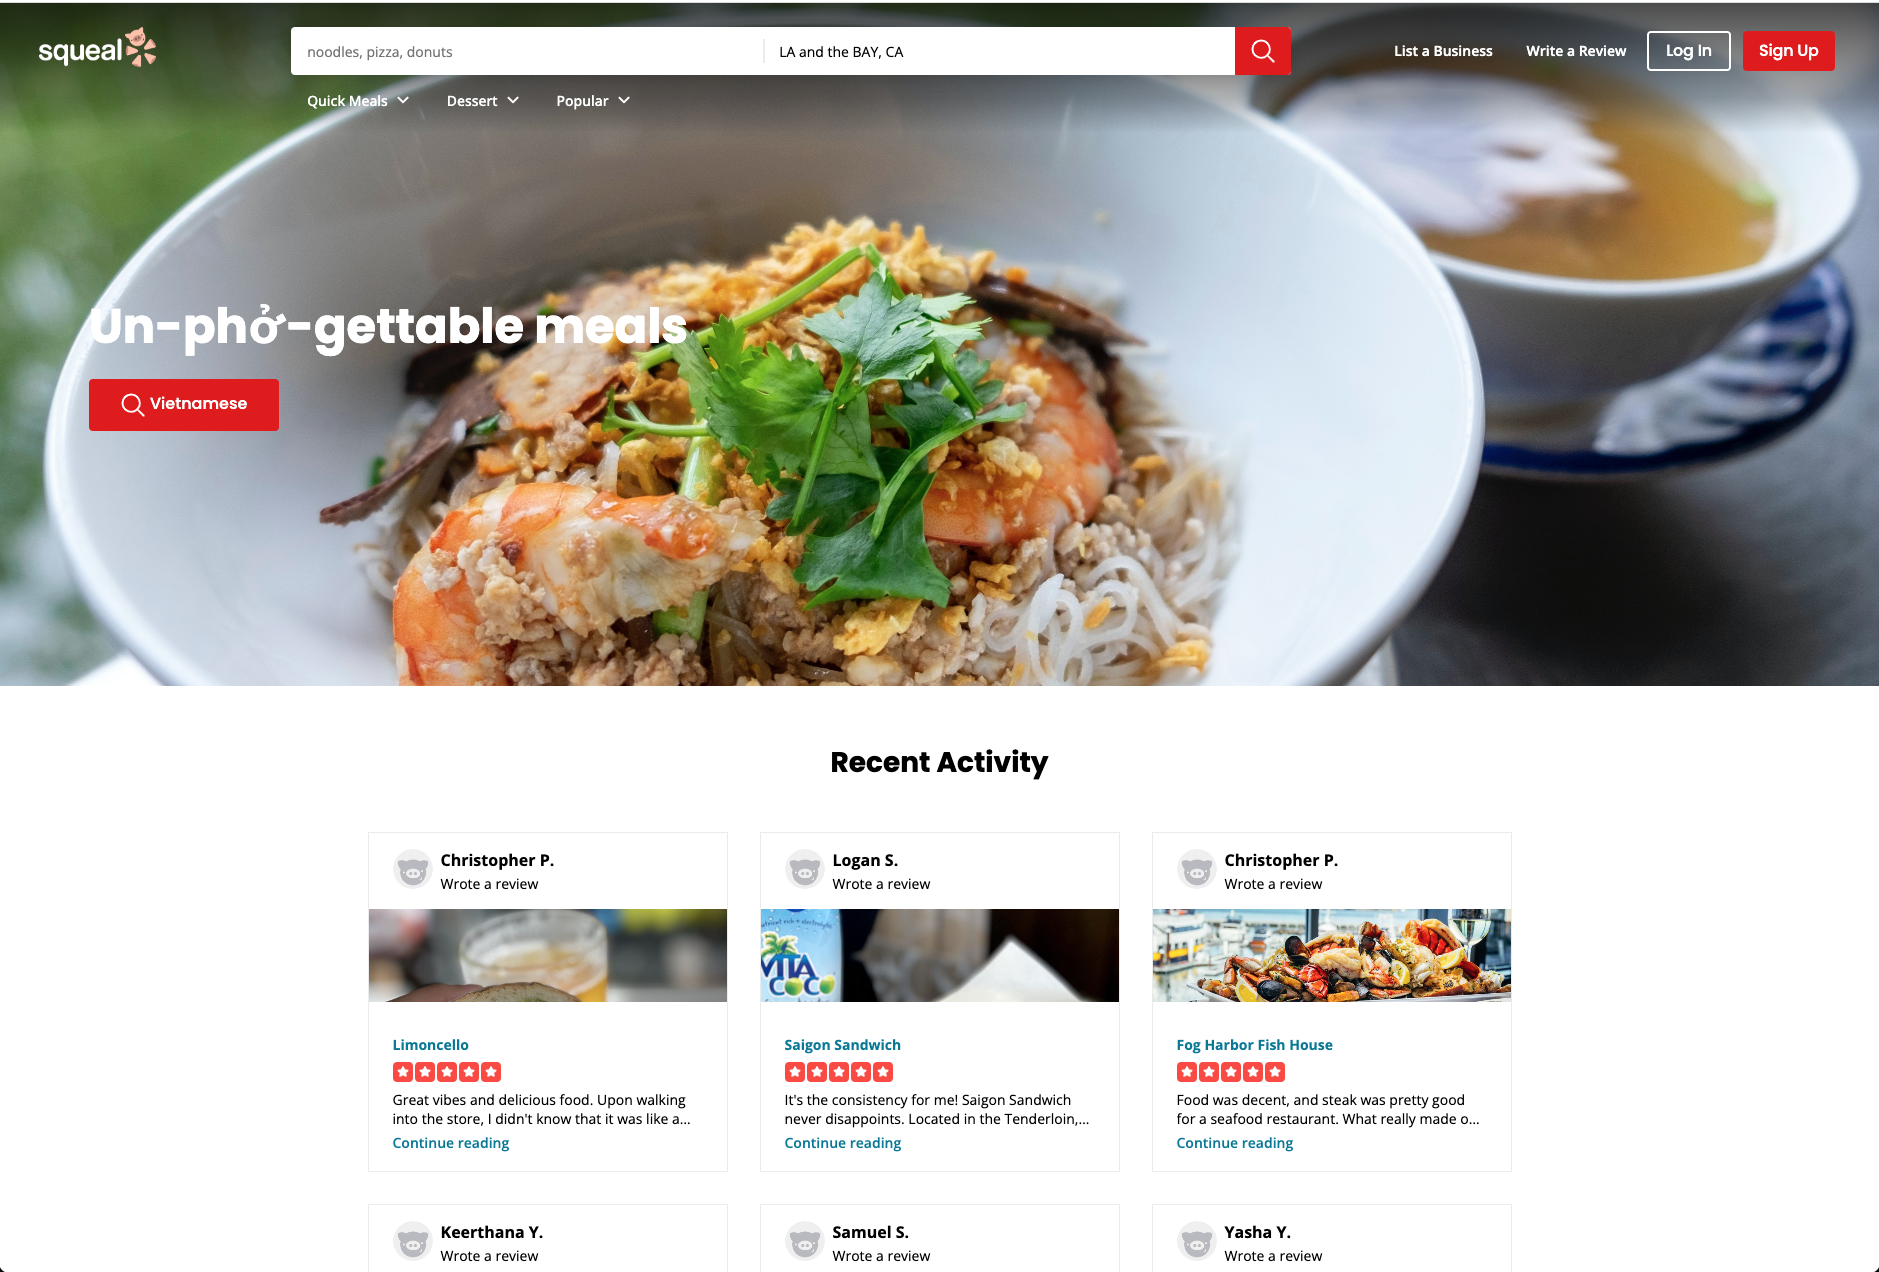 squeal
noodles, pizza, donuts
LA and the BAY, CA
List a Business
Write a Review
Log In
Sign Up
Quick Meals
Dessert
Popular
Un-phở-gettable meals
Vietnamese
Recent Activity
Christopher P.
Wrote a review
Limoncello
Great vibes and delicious food. Upon walking
into the store, I didn't know that it was like a...
Continue reading
Logan S.
Wrote a review
VITA
COCO
Saigon Sandwich
It's the consistency for me! Saigon Sandwich
never disappoints. Located in the Tenderloin,...
Continue reading
Christopher P.
Wrote a review
Fog Harbor Fish House
Food was decent, and steak was pretty good
for a seafood restaurant. What really made o...
Continue reading
Keerthana Y.
Wrote a review
Samuel S.
Wrote a review
Yasha Y.
Wrote a review